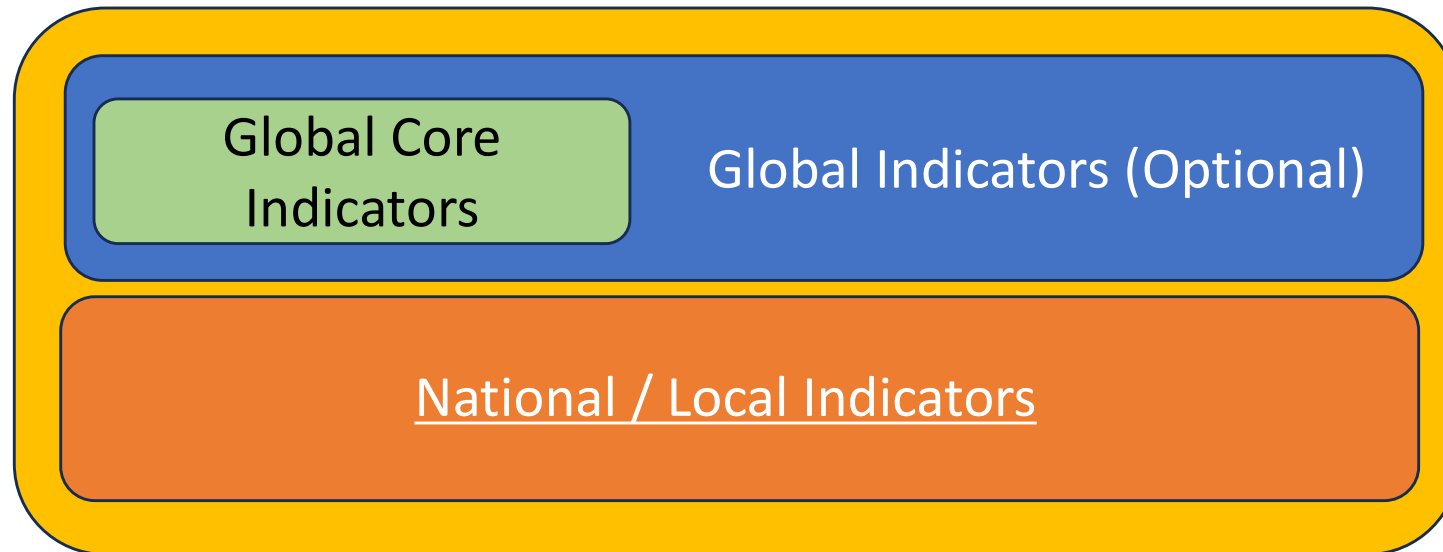 Global Core
Indicators
Global Indicators (Optional)
National / Local Indicators